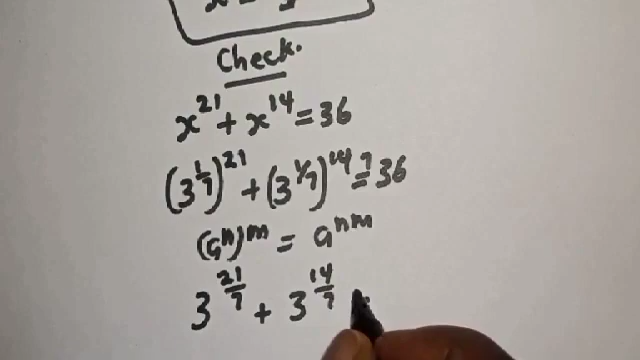 Check.
x^21 + x^14 = 36
(3^(1/7))^21 + (3^(1/7))^14 ?= 36
(a^n)^m = a^nm
3^(21/7) + 3^(14/7)